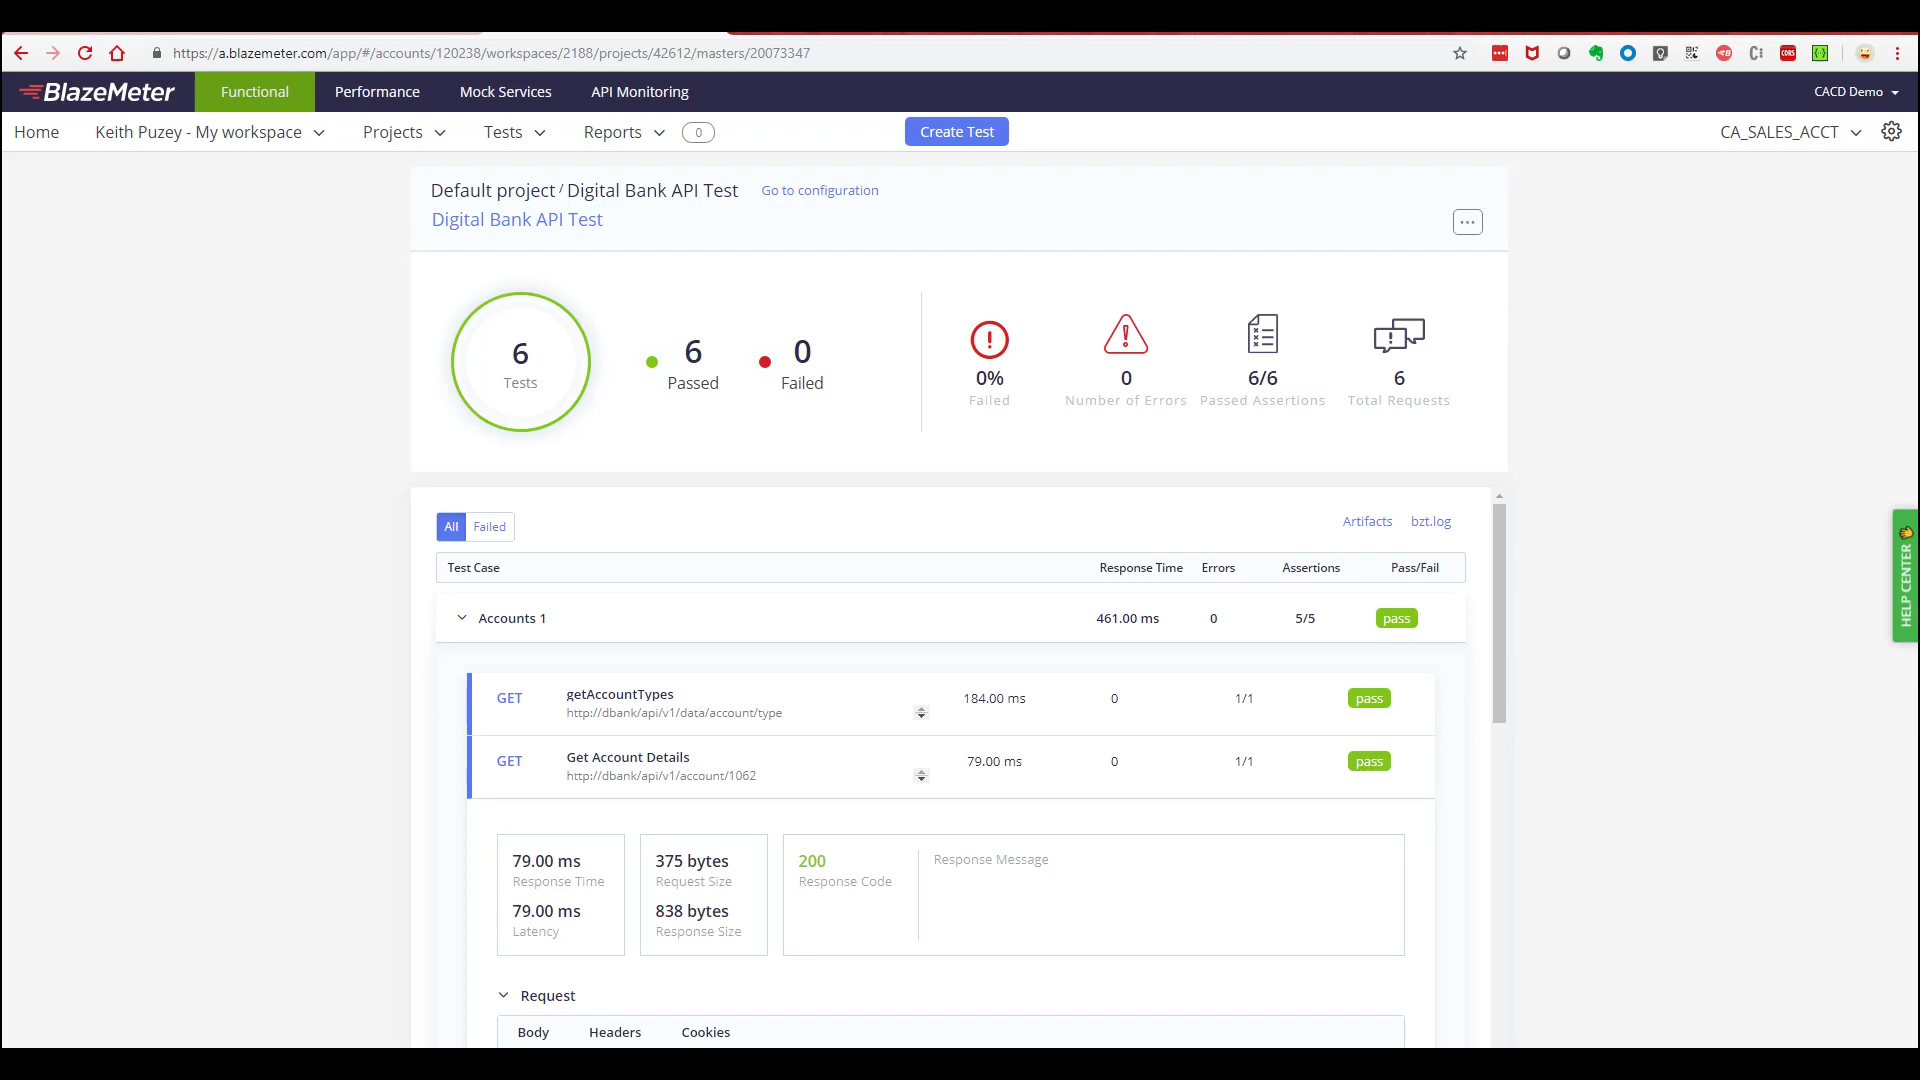 https://a.blazemeter.com/app/#/accounts/120238/workspaces/2188/projects/42612/masters/20073347
BlazeMeter Functional Performance Mock Services API Monitoring CACD Demo
Home Keith Puzey - My workspace Projects Tests Reports 0 Create Test CA_SALES_ACCT
Default project / Digital Bank API Test Go to configuration
Digital Bank API Test
6 Tests
6 Passed
0 Failed
0% Failed
0 Number of Errors
6/6 Passed Assertions
6 Total Requests
All Failed Artifacts bzt.log
Test Case Response Time Errors Assertions Pass/Fail
Accounts 1 461.00 ms 0 5/5 pass
GET getAccountTypes 184.00 ms 0 1/1 pass
http://dbank/api/v1/data/account/type
GET Get Account Details 79.00 ms 0 1/1 pass
http://dbank/api/v1/account/1062
79.00 ms
Response Time
79.00 ms
Latency
375 bytes
Request Size
838 bytes
Response Size
200
Response Code
Response Message
Request
Body Headers Cookies
HELP CENTER